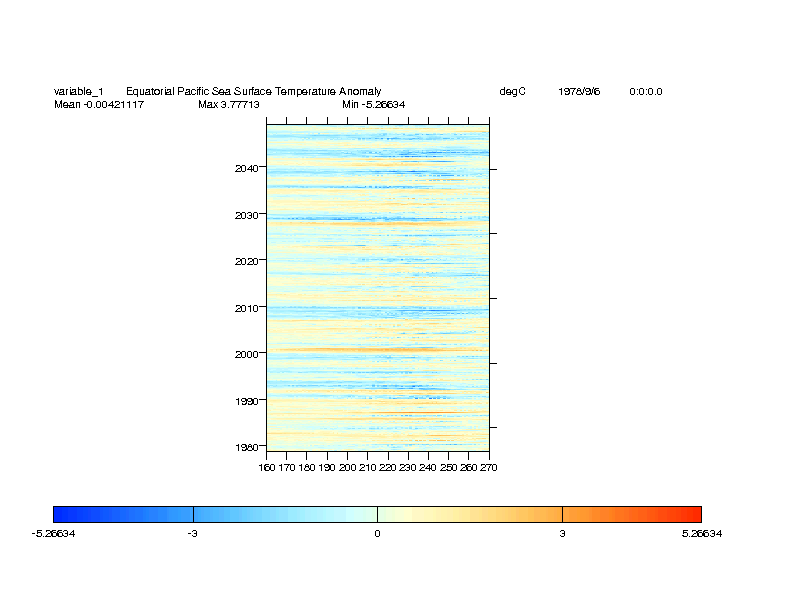 variable_1 Equatorial Pacific Sea Surface Temperature Anomaly degC 1978/9/6 0:0:0.0
Mean -0.00421117 Max 3.77713 Min -5.26634
2040
2030
2020
2010
2000
1990
1980
160 170 180 190 200 210 220 230 240 250 260 270
-5.26634 -3 0 3 5.26634